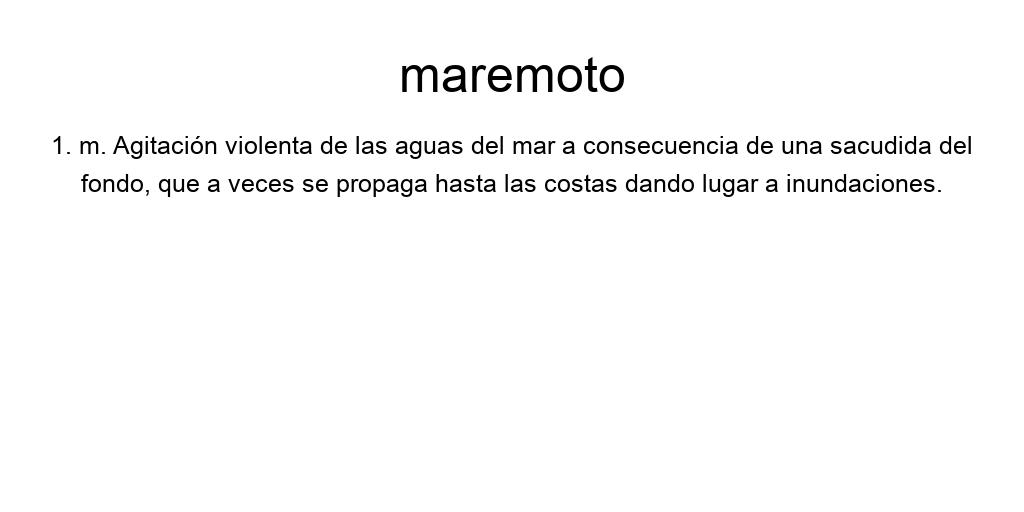 maremoto
1. m. Agitación violenta de las aguas del mar a consecuencia de una sacudida del
fondo, que a veces se propaga hasta las costas dando lugar a inundaciones.